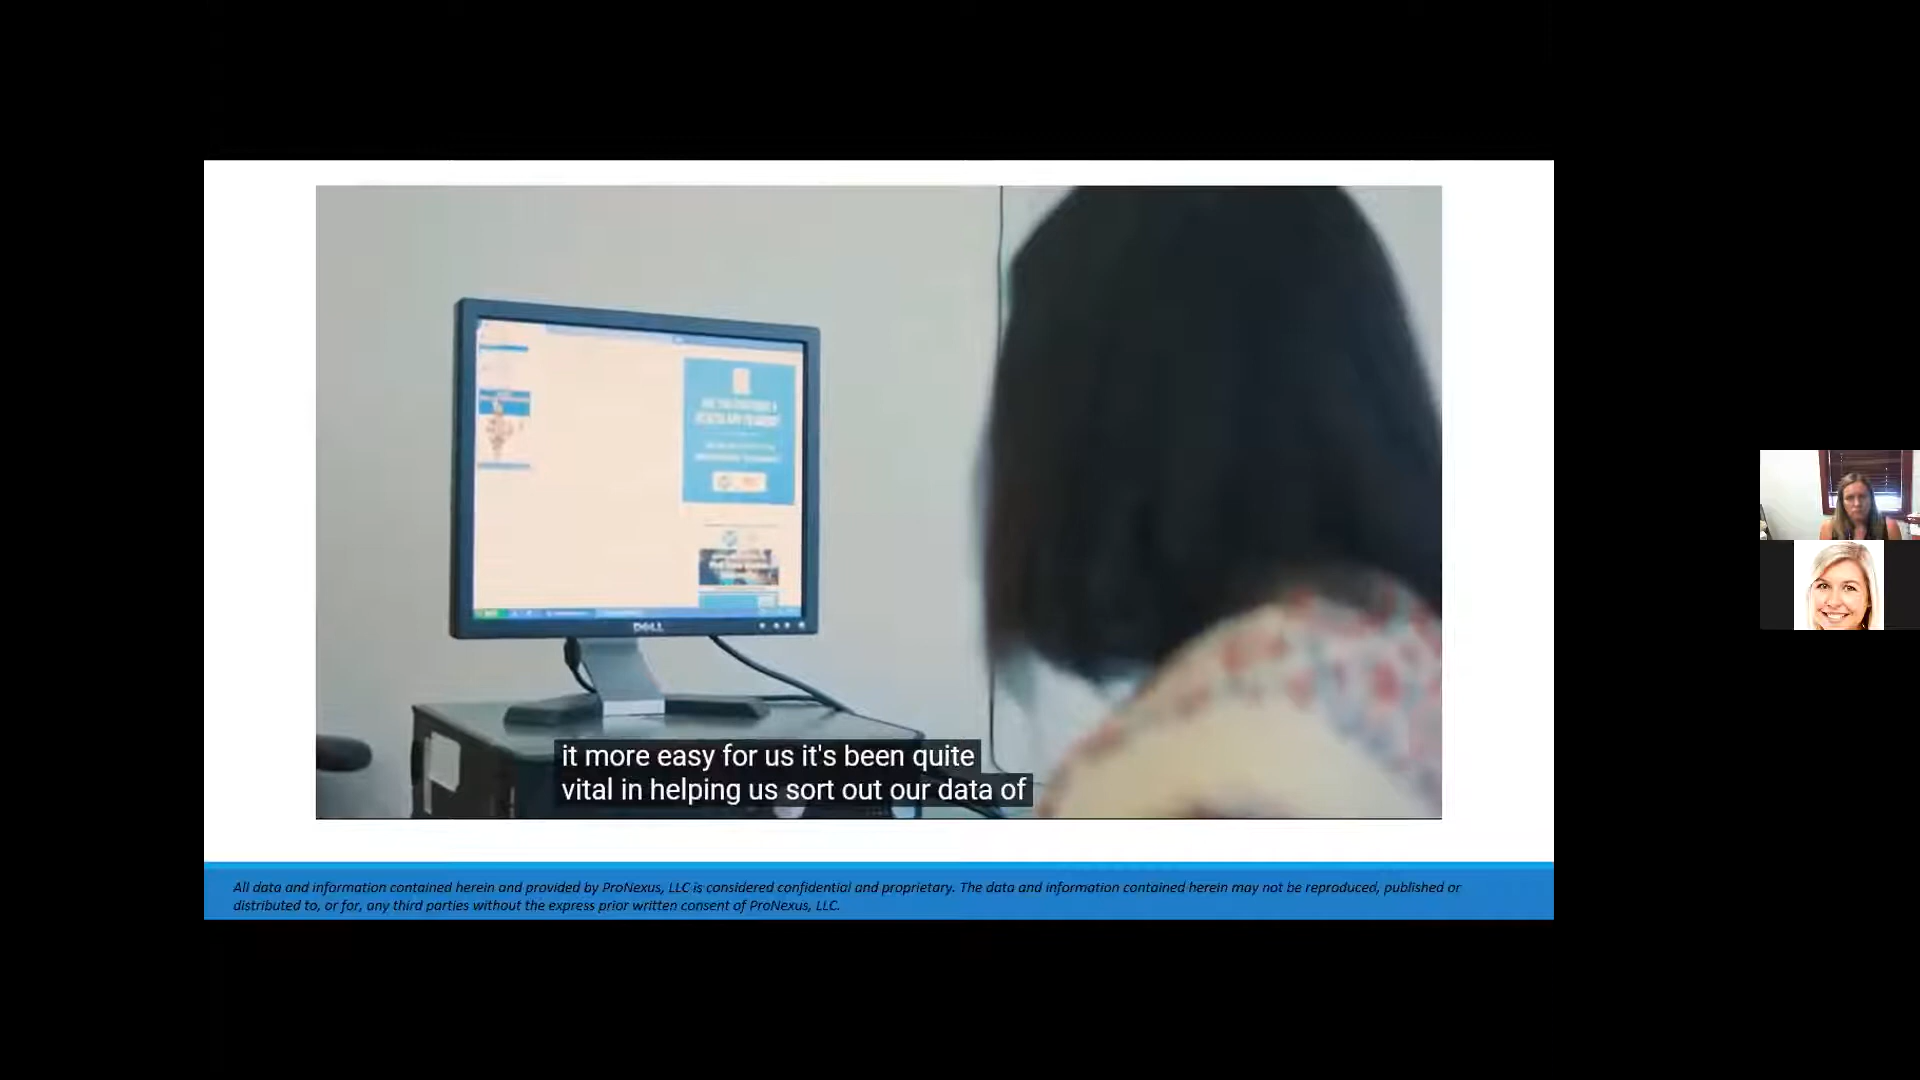 DELL
it more easy for us it's been quite
vital in helping us sort out our data of
All data and information contained herein and provided by ProNexus, LLC is considered confidential and proprietary. The data and information contained herein may not be reproduced, published or
distributed to, or for, any third parties without the express prior written consent of ProNexus, LLC.